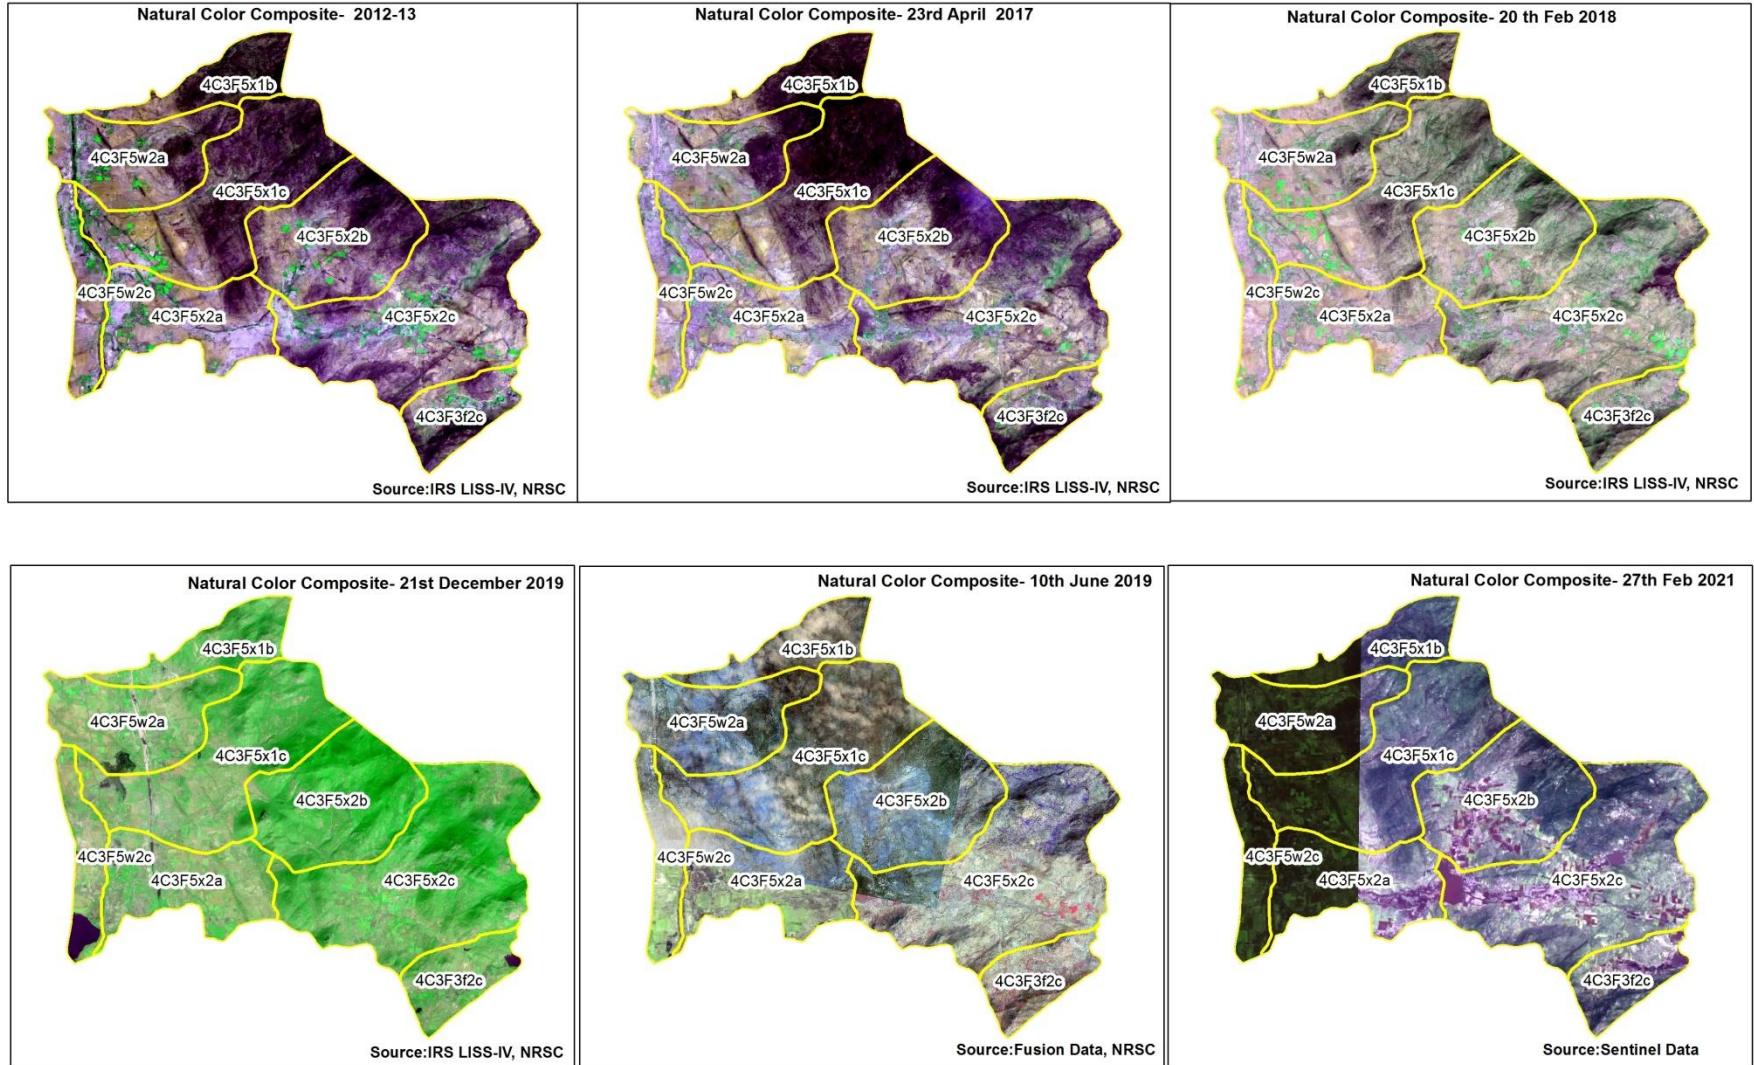 Natural Color Composite- 2012-13
4C3F5x1b
4C3F5w2a
4C3F5x1c
4C3F5x2b
4C3F5w2c
4C3F5x2a
4C3F5x2c
4C3F3f2c
Source:IRS LISS-IV, NRSC
Natural Color Composite- 23rd April 2017
4C3F5x1b
4C3F5w2a
4C3F5x1c
4C3F5x2b
4C3F5w2c
4C3F5x2a
4C3F5x2c
4C3F3f2c
Source:IRS LISS-IV, NRSC
Natural Color Composite- 20 th Feb 2018
4C3F5x1b
4C3F5w2a
4C3F5x1c
4C3F5x2b
4C3F5w2c
4C3F5x2a
4C3F5x2c
4C3F3f2c
Source:IRS LISS-IV, NRSC
Natural Color Composite- 21st December 2019
4C3F5x1b
4C3F5w2a
4C3F5x1c
4C3F5x2b
4C3F5w2c
4C3F5x2a
4C3F5x2c
4C3F3f2c
Source:IRS LISS-IV, NRSC
Natural Color Composite- 10th June 2019
4C3F5x1b
4C3F5w2a
4C3F5x1c
4C3F5x2b
4C3F5w2c
4C3F5x2a
4C3F5x2c
4C3F3f2c
Source:Fusion Data, NRSC
Natural Color Composite- 27th Feb 2021
4C3F5x1b
4C3F5w2a
4C3F5x1c
4C3F5x2b
4C3F5w2c
4C3F5x2a
4C3F5x2c
4C3F3f2c
Source:Sentinel Data